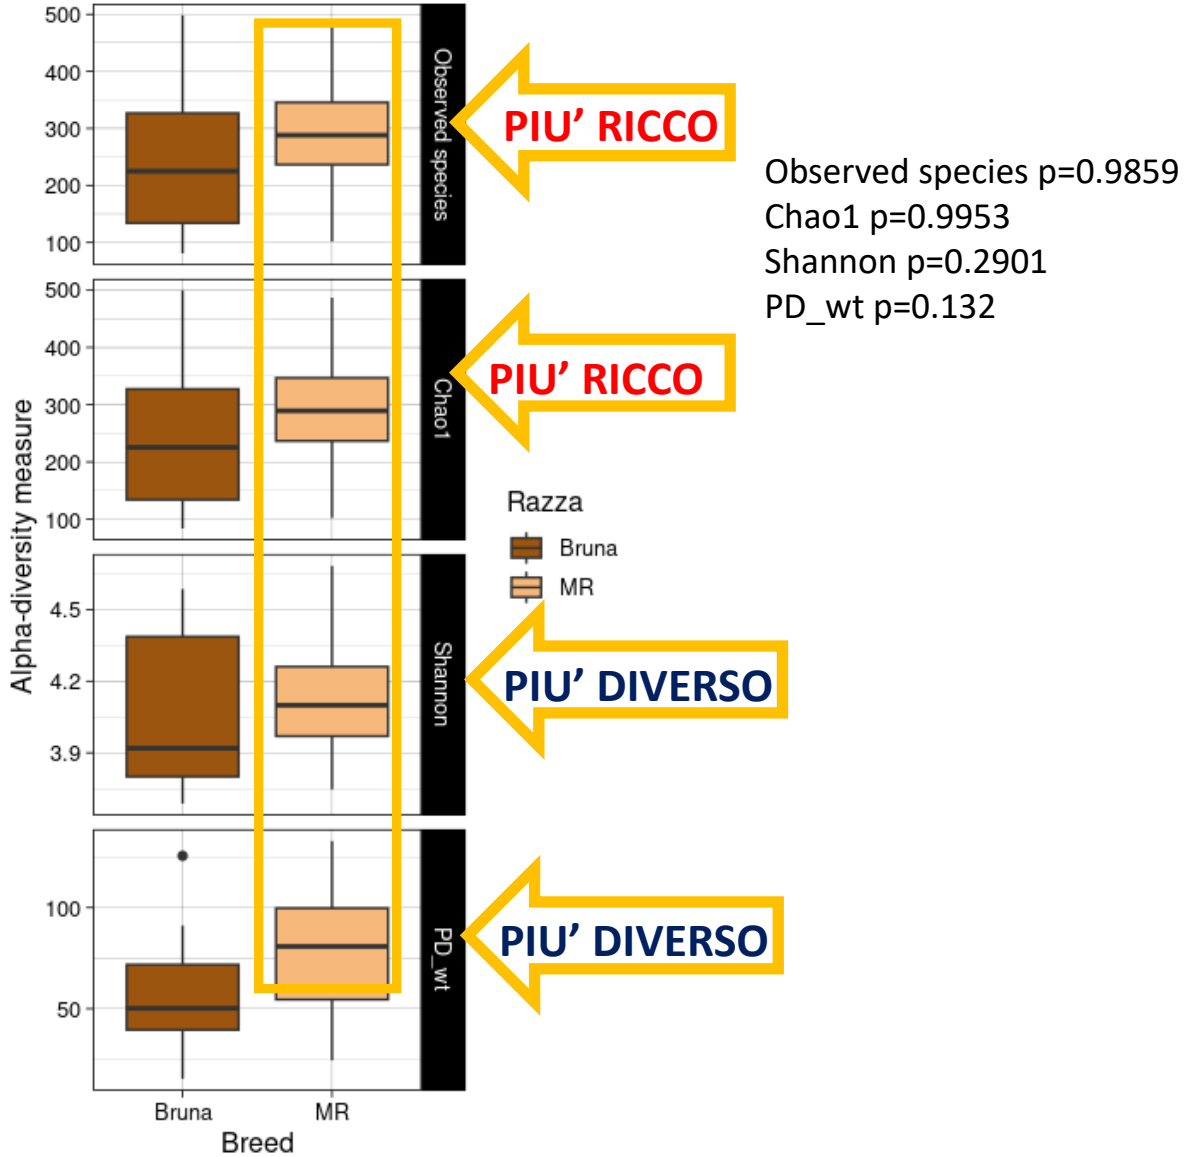 500
400
300
200
100
Observed species
PIU’ RICCO
Observed species p=0.9859
Chao1 p=0.9953
Shannon p=0.2901
PD_wt p=0.132
500
400
300
200
100
Chao1
PIU’ RICCO
Alpha-diversity measure
Razza
Bruna
MR
4.5
4.2
3.9
Shannon
PIU’ DIVERSO
100
50
PD_wt
PIU’ DIVERSO
Bruna MR
Breed